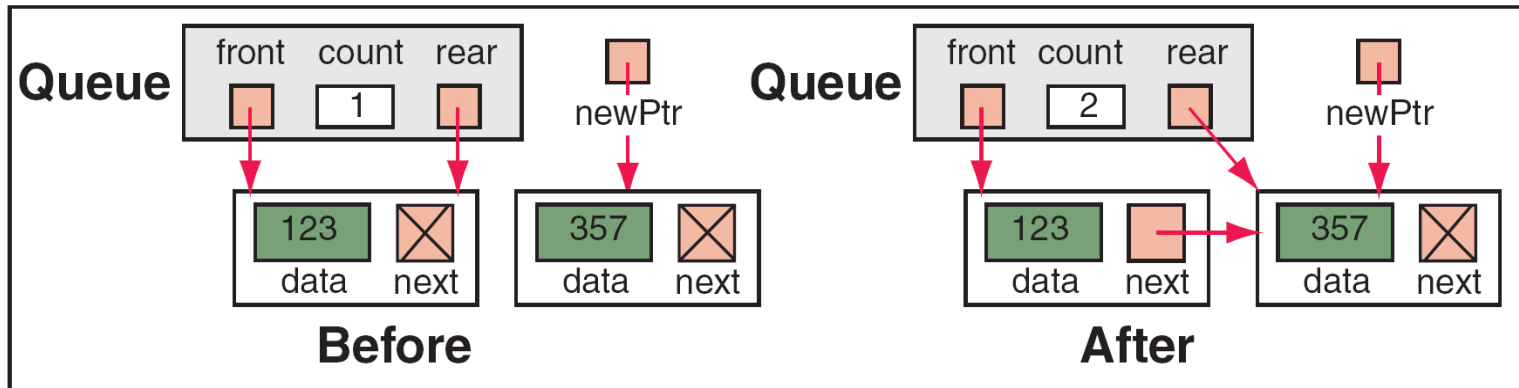 Queue
front count rear
1
newPtr
123
data next
357
data next
Before
Queue
front count rear
2
newPtr
123
data next
357
data next
After